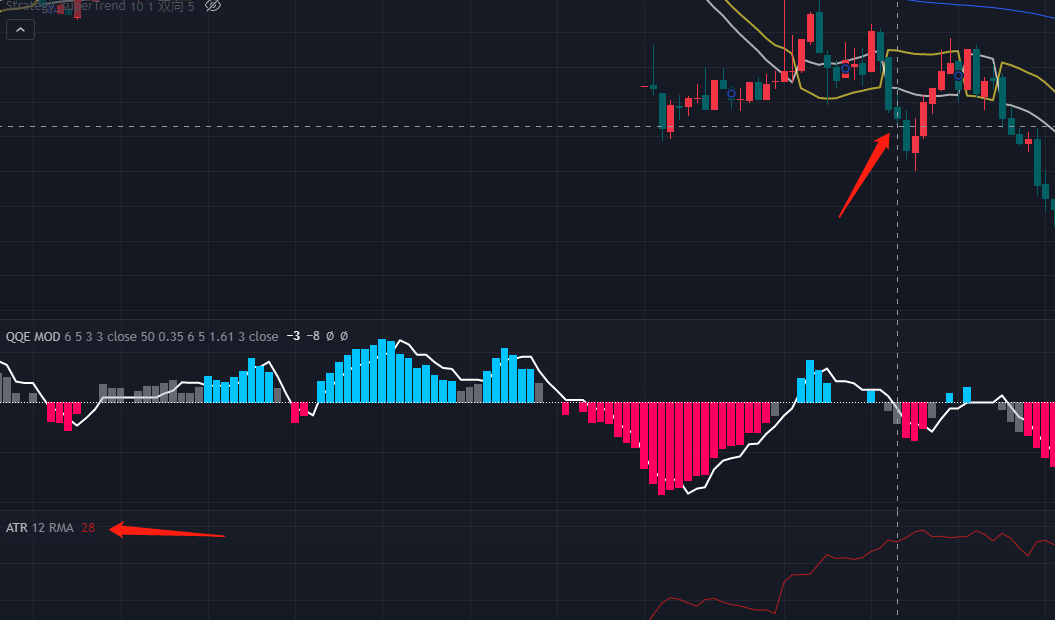 Strategy, SuperTrend 10 1 双向 5
QQE MOD 6 5 3 3 close 50 0.35 6 5 1.61 3 close −3 −8 Ø Ø
ATR 12 RMA 28